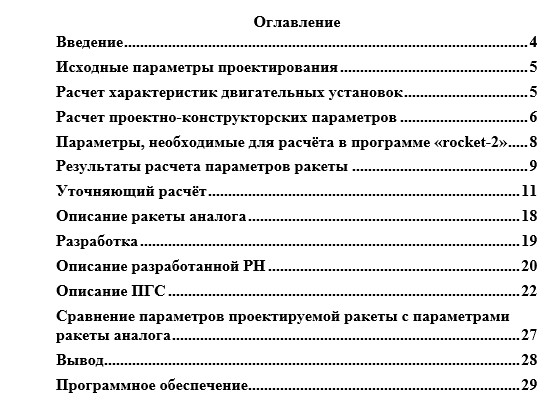 Оглавление
Введение....................................................................................................4
Исходные параметры проектирования.............................................5
Расчет характеристик двигательных установок.............................5
Расчет проектно-конструкторских параметров..............................6
Параметры, необходимые для расчёта в программе «rocket-2».....8
Результаты расчета параметров ракеты..........................................9
Уточняющий расчёт..............................................................................11
Описание ракеты аналога.....................................................................18
Разработка...............................................................................................19
Описание разработанной РН................................................................20
Описание ПГС........................................................................................22
Сравнение параметров проектируемой ракеты с параметрами
ракеты аналога........................................................................................27
Вывод.......................................................................................................28
Программное обеспечение....................................................................29